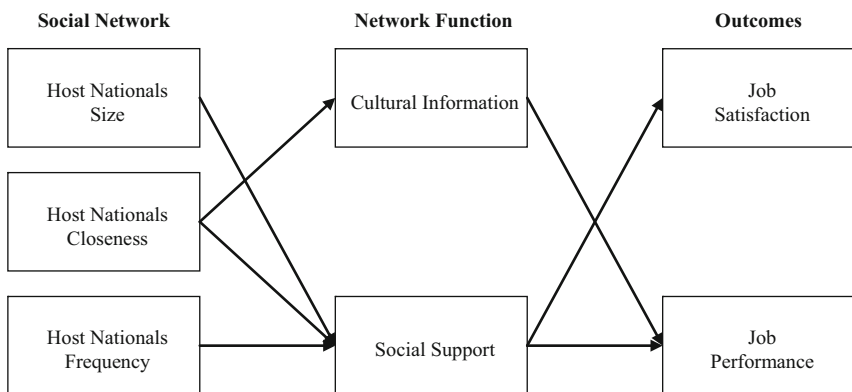 Social Network
Network Function
Outcomes
Host Nationals
Size
Cultural Information
Job
Satisfaction
Host Nationals
Closeness
Host Nationals
Frequency
Social Support
Job
Performance